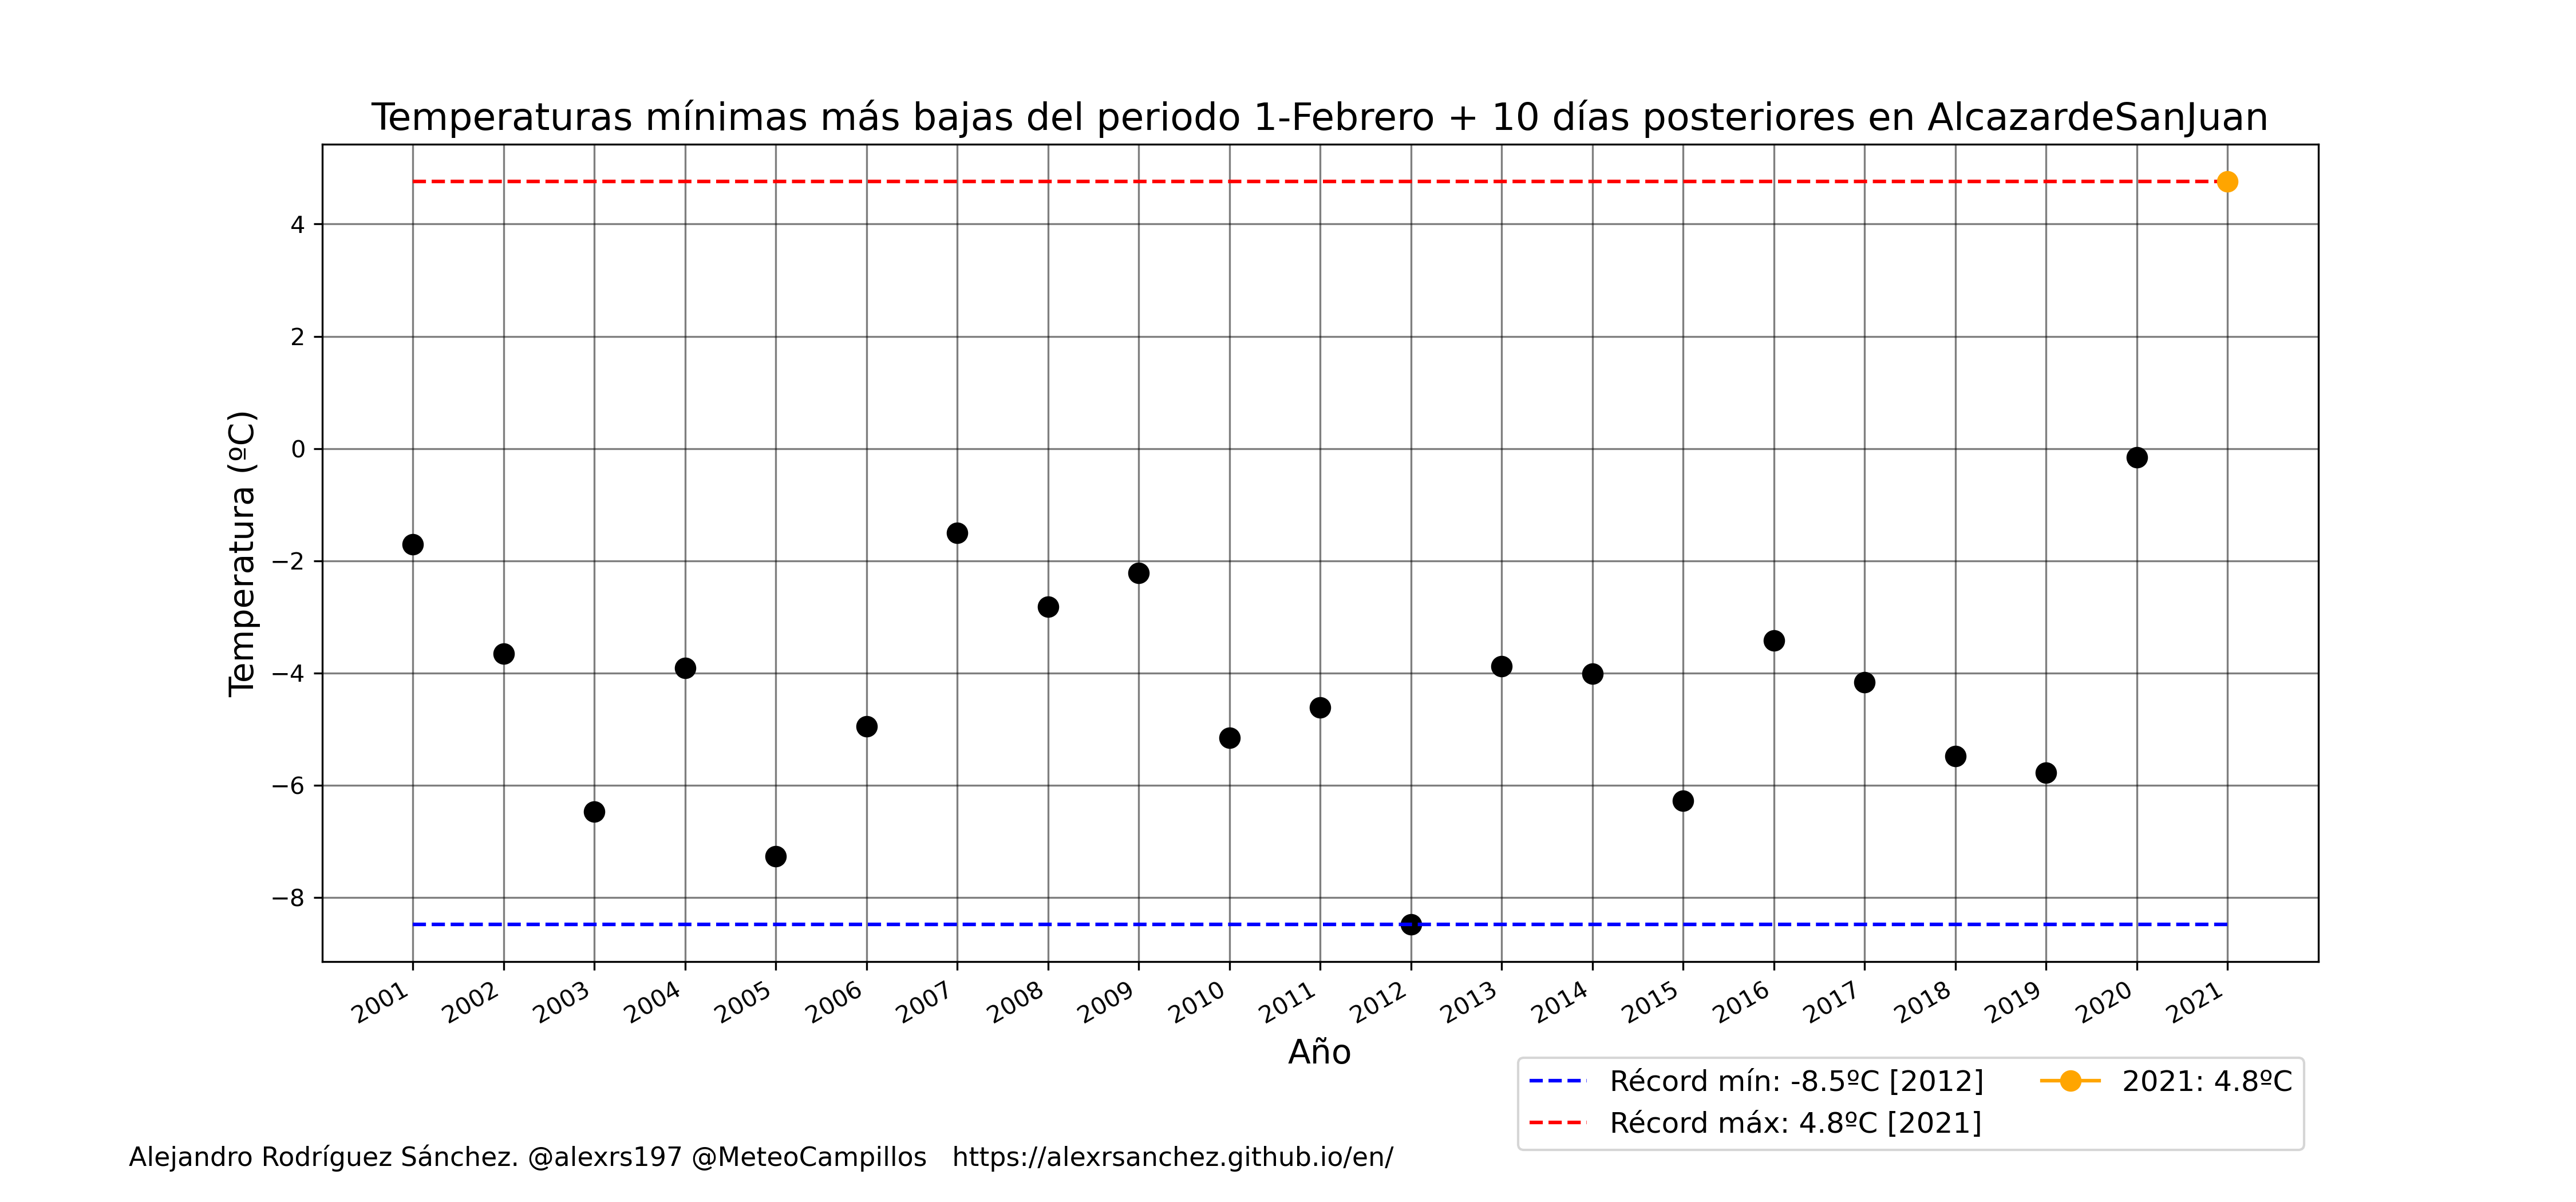 Temperaturas mínimas más bajas del periodo 1-Febrero + 10 días posteriores en AlcazardeSanJuan
Temperatura (ºC)
4
2
0
−2
−4
−6
−8
2001 2002 2003 2004 2005 2006 2007 2008 2009 2010 2011 2012 2013 2014 2015 2016 2017 2018 2019 2020 2021
Año
Récord mín: -8.5ºC [2012] 2021: 4.8ºC
Récord máx: 4.8ºC [2021]
Alejandro Rodríguez Sánchez. @alexrs197 @MeteoCampillos https://alexrsanchez.github.io/en/